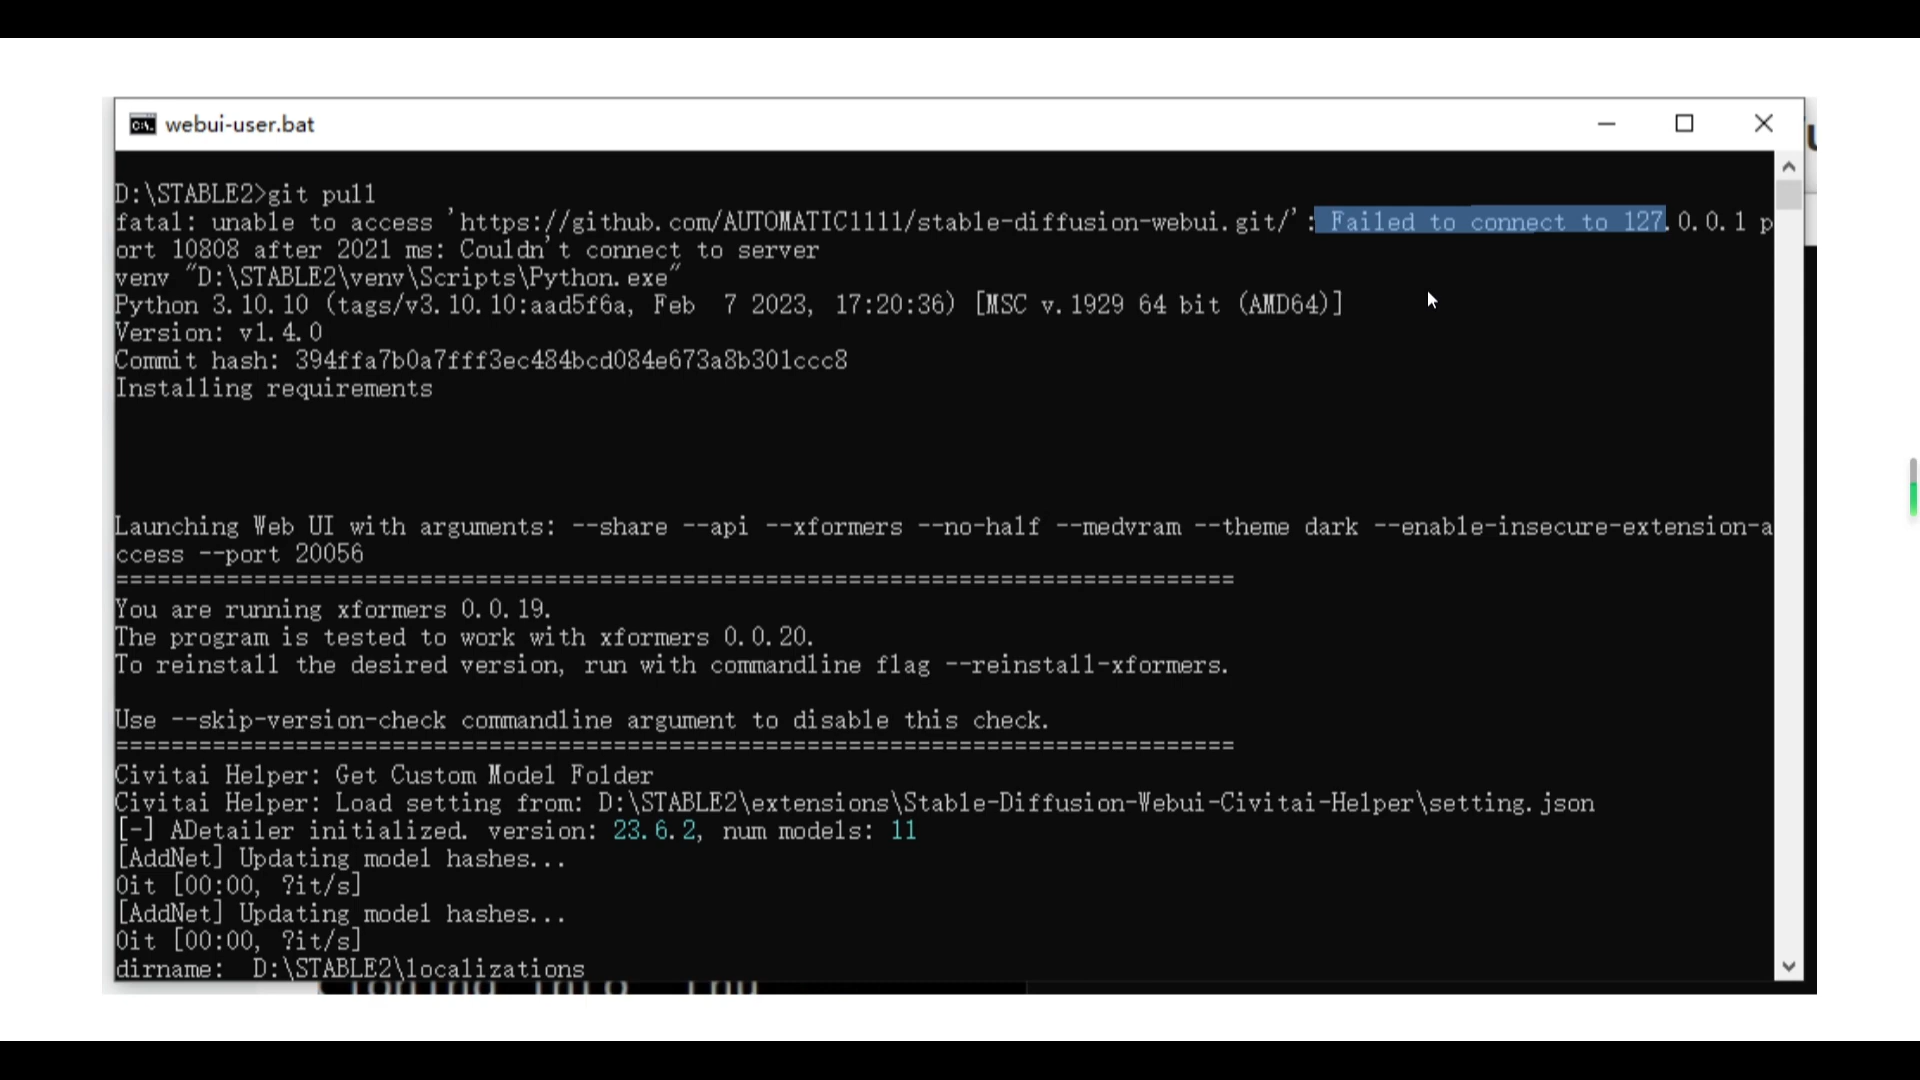 webui-user.bat
D:\STABLE2>git pull
fatal: unable to access 'https://github.com/AUTOMATIC1111/stable-diffusion-webui.git/': Failed to connect to 127.0.0.1 p
ort 10808 after 2021 ms: Couldn't connect to server
venv "D:\STABLE2\venv\Scripts\Python.exe"
Python 3.10.10 (tags/v3.10.10:aad5f6a, Feb  7 2023, 17:20:36) [MSC v.1929 64 bit (AMD64)]
Version: v1.4.0
Commit hash: 394ffa7b0a7fff3ec484bcd084e673a8b301ccc8
Installing requirements
Launching Web UI with arguments: --share --api --xformers --no-half --medvram --theme dark --enable-insecure-extension-a
ccess --port 20056
=================================================================================
You are running xformers 0.0.19.
The program is tested to work with xformers 0.0.20.
To reinstall the desired version, run with commandline flag --reinstall-xformers.
Use --skip-version-check commandline argument to disable this check.
=================================================================================
Civitai Helper: Get Custom Model Folder
Civitai Helper: Load setting from: D:\STABLE2\extensions\Stable-Diffusion-Webui-Civitai-Helper\setting.json
[-] ADetailer initialized. version: 23.6.2, num models: 11
[AddNet] Updating model hashes...
0it [00:00, ?it/s]
[AddNet] Updating model hashes...
0it [00:00, ?it/s]
dirname:  D:\STABLE2\localizations